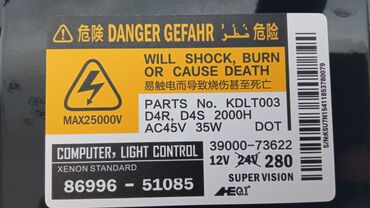 危険 DANGER GEFAHR خطر 危险
WILL SHOCK, BURN
OR CAUSE DEATH
易触电而导致烧伤甚至死亡
MAX25000V
PARTS No. KDLT003
D4R, D4S 2000H
AC45V 35W DOT
COMPUTER, LIGHT CONTROL
XENON STANDARD
86996 - 51085
39000-73622
12V 24V 280
SUPER VISION
S/N:KSU7N15411853780079